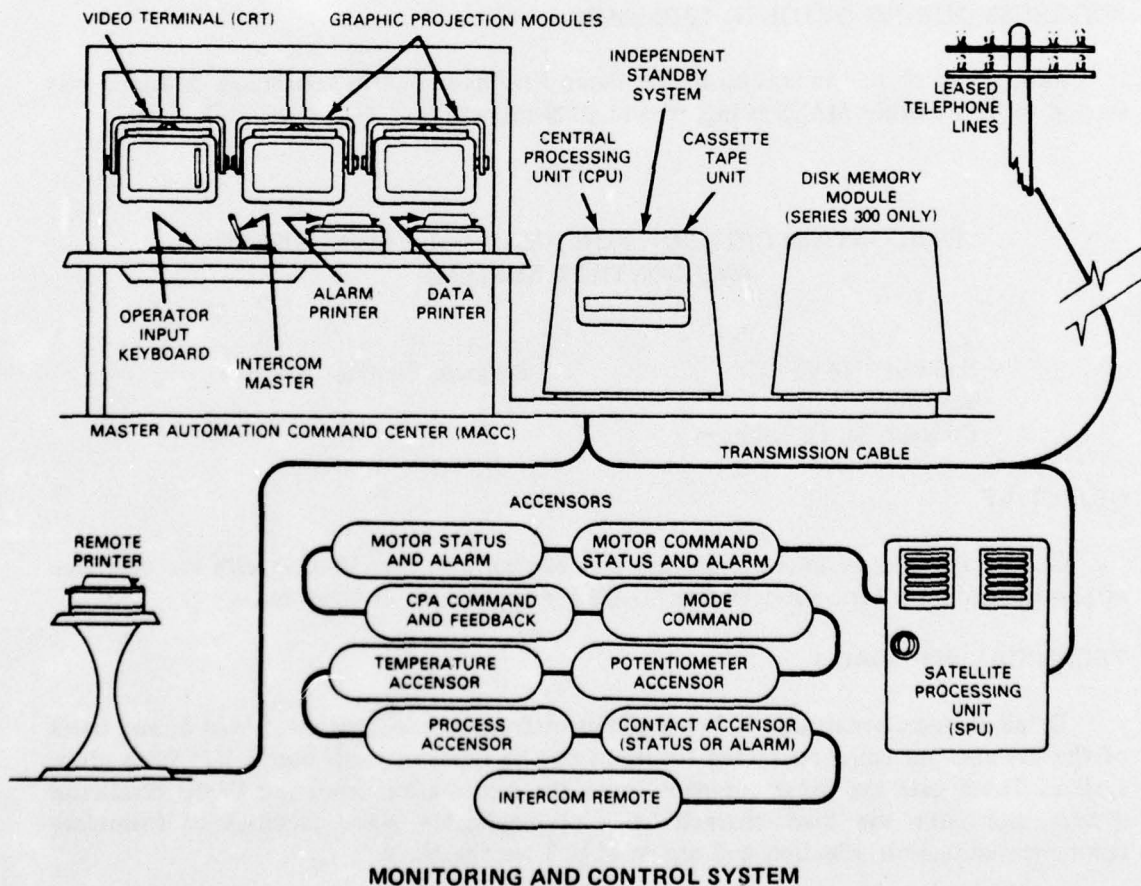 VIDEO TERMINAL (CRT)
GRAPHIC PROJECTION MODULES
INDEPENDENT
STANDBY
SYSTEM
LEASED
TELEPHONE
LINES
CENTRAL
PROCESSING
UNIT (CPU)
CASSETTE
TAPE
UNIT
DISK MEMORY
MODULE
(SERIES 300 ONLY)
OPERATOR
INPUT
KEYBOARD
INTERCOM
MASTER
ALARM
PRINTER
DATA
PRINTER
MASTER AUTOMATION COMMAND CENTER (MACC)
TRANSMISSION CABLE
ACCENSORS
REMOTE
PRINTER
MOTOR STATUS
AND ALARM
MOTOR COMMAND
STATUS AND ALARM
CPA COMMAND
AND FEEDBACK
MODE
COMMAND
TEMPERATURE
ACCENSOR
POTENTIOMETER
ACCENSOR
PROCESS
ACCENSOR
CONTACT ACCENSOR
(STATUS OR ALARM)
INTERCOM REMOTE
SATELLITE
PROCESSING
UNIT
(SPU)
MONITORING AND CONTROL SYSTEM